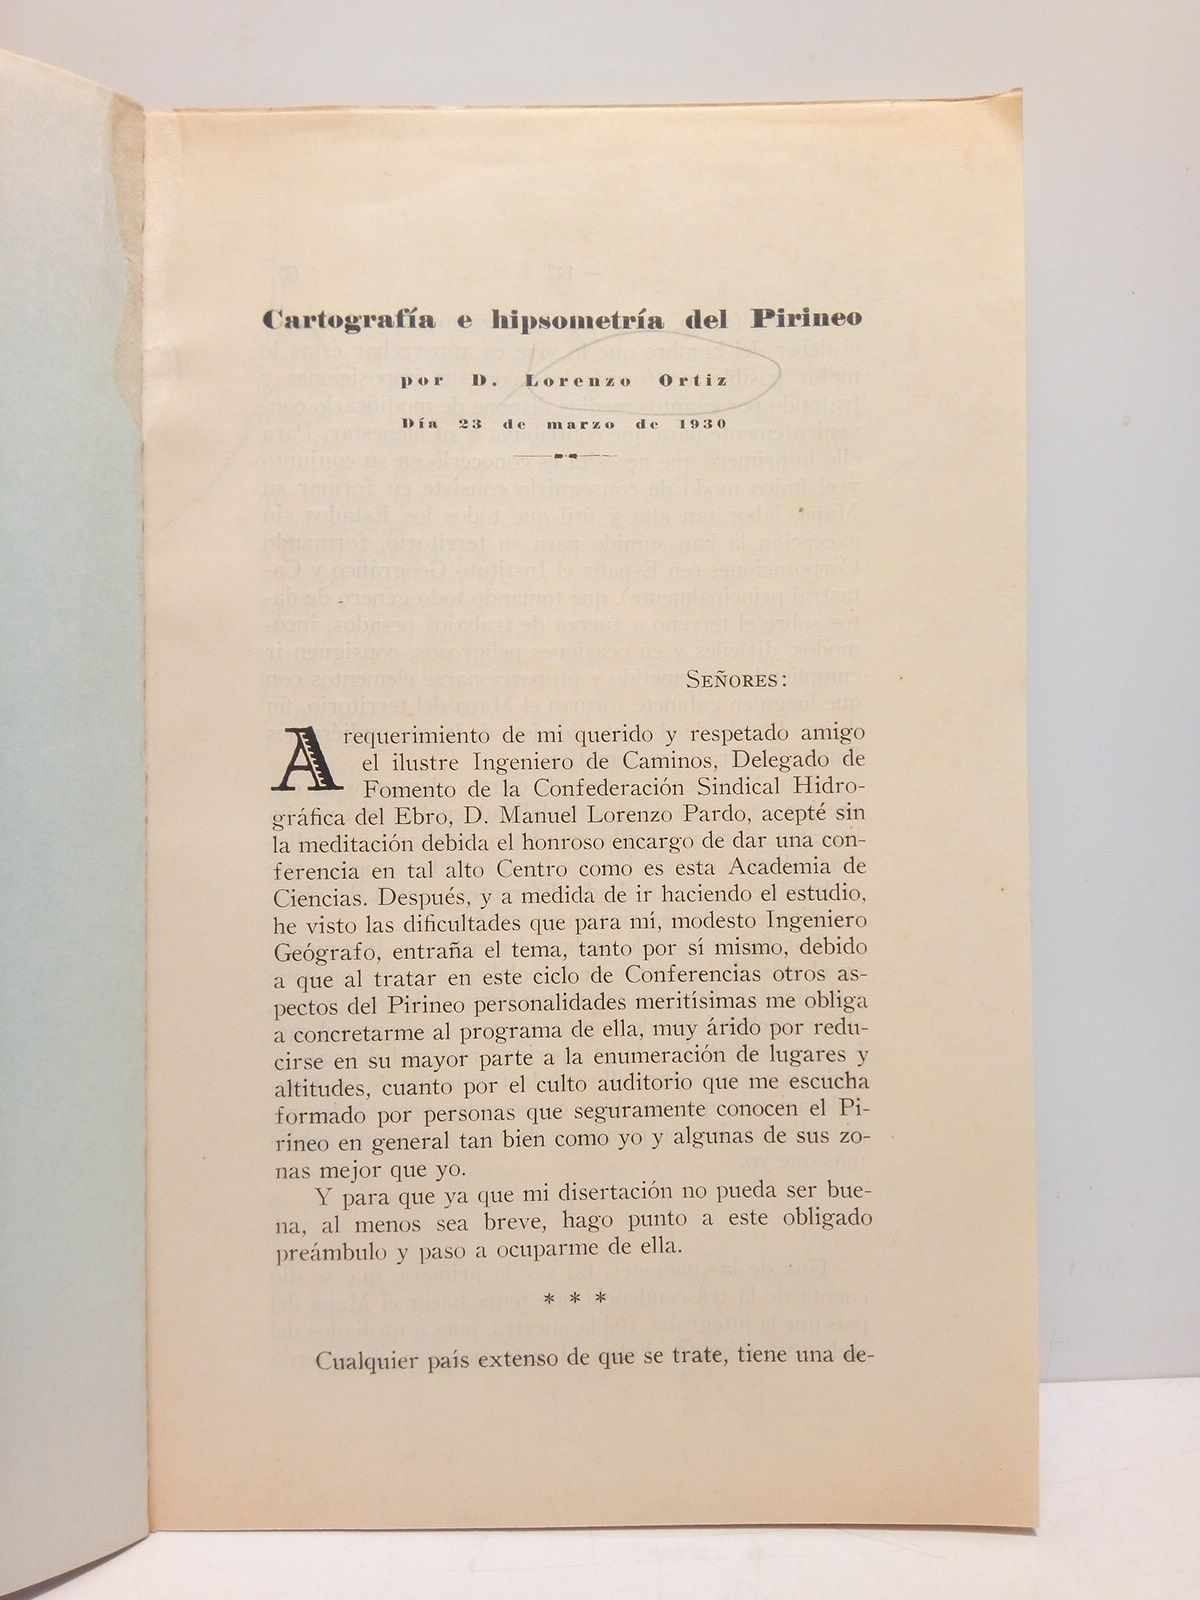 Cartografía e hipsometría del Pirineo
por D. Lorenzo Ortiz
Día 23 de marzo de 1930
SEÑORES:
A requerimiento de mi querido y respetado amigo
el ilustre Ingeniero de Caminos, Delegado de
Fomento de la Confederación Sindical Hidro-
gráfica del Ebro, D. Manuel Lorenzo Pardo, acepté sin
la meditación debida el honroso encargo de dar una con-
ferencia en tal alto Centro como es esta Academia de
Ciencias. Después, y a medida de ir haciendo el estudio,
he visto las dificultades que para mí, modesto Ingeniero
Geógrafo, entraña el tema, tanto por sí mismo, debido
a que al tratar en este ciclo de Conferencias otros as-
pectos del Pirineo personalidades meritísimas me obliga
a concretarme al programa de ella, muy árido por redu-
cirse en su mayor parte a la enumeración de lugares y
altitudes, cuanto por el culto auditorio que me escucha
formado por personas que seguramente conocen el Pi-
rineo en general tan bien como yo y algunas de sus zo-
nas mejor que yo.
Y para que ya que mi disertación no pueda ser bue-
na, al menos sea breve, hago punto a este obligado
preámbulo y paso a ocuparme de ella.
* * *
Cualquier país extenso de que se trate, tiene una de-